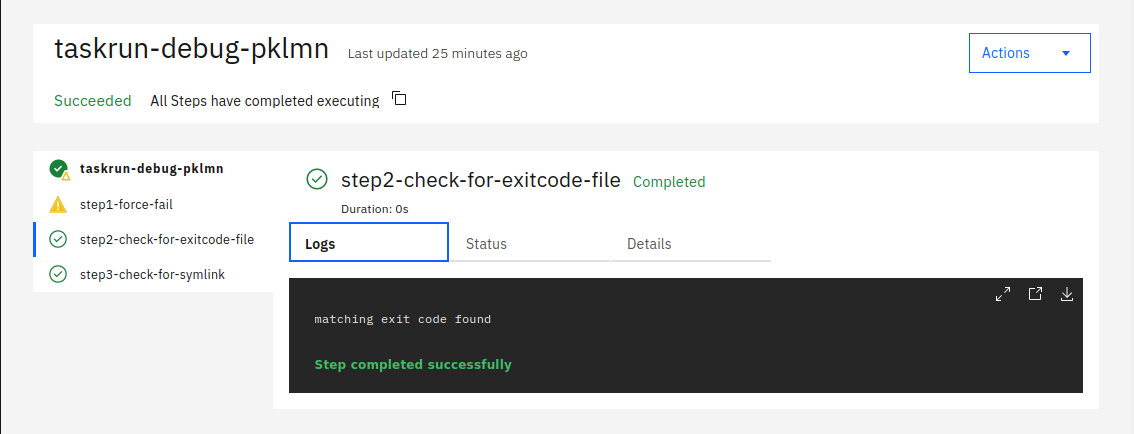 taskrun-debug-pklmn Last updated 25 minutes ago
Actions
Succeeded All Steps have completed executing
taskrun-debug-pklmn
step1-force-fail
step2-check-for-exitcode-file
step3-check-for-symlink
step2-check-for-exitcode-file Completed
Duration: 0s
Logs Status Details
matching exit code found
Step completed successfully